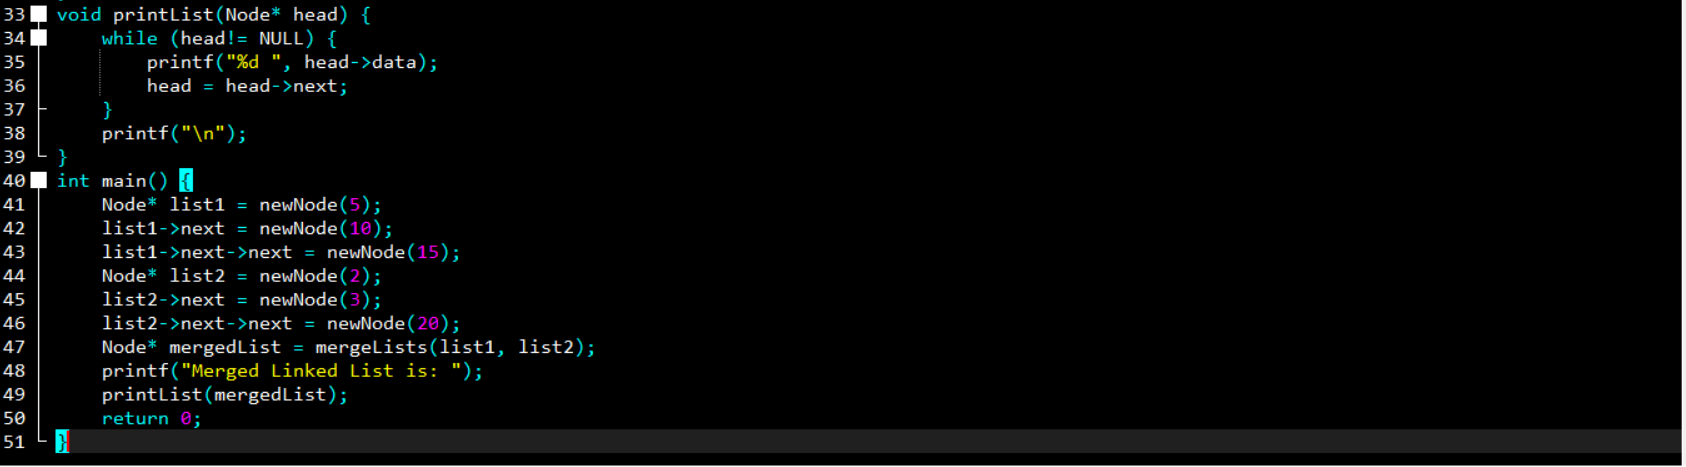 33 void printList(Node* head) {
34     while (head!= NULL) {
35         printf("%d ", head->data);
36         head = head->next;
37     }
38     printf("\n");
39 }
40 int main() {
41     Node* list1 = newNode(5);
42     list1->next = newNode(10);
43     list1->next->next = newNode(15);
44     Node* list2 = newNode(2);
45     list2->next = newNode(3);
46     list2->next->next = newNode(20);
47     Node* mergedList = mergeLists(list1, list2);
48     printf("Merged Linked List is: ");
49     printList(mergedList);
50     return 0;
51 }